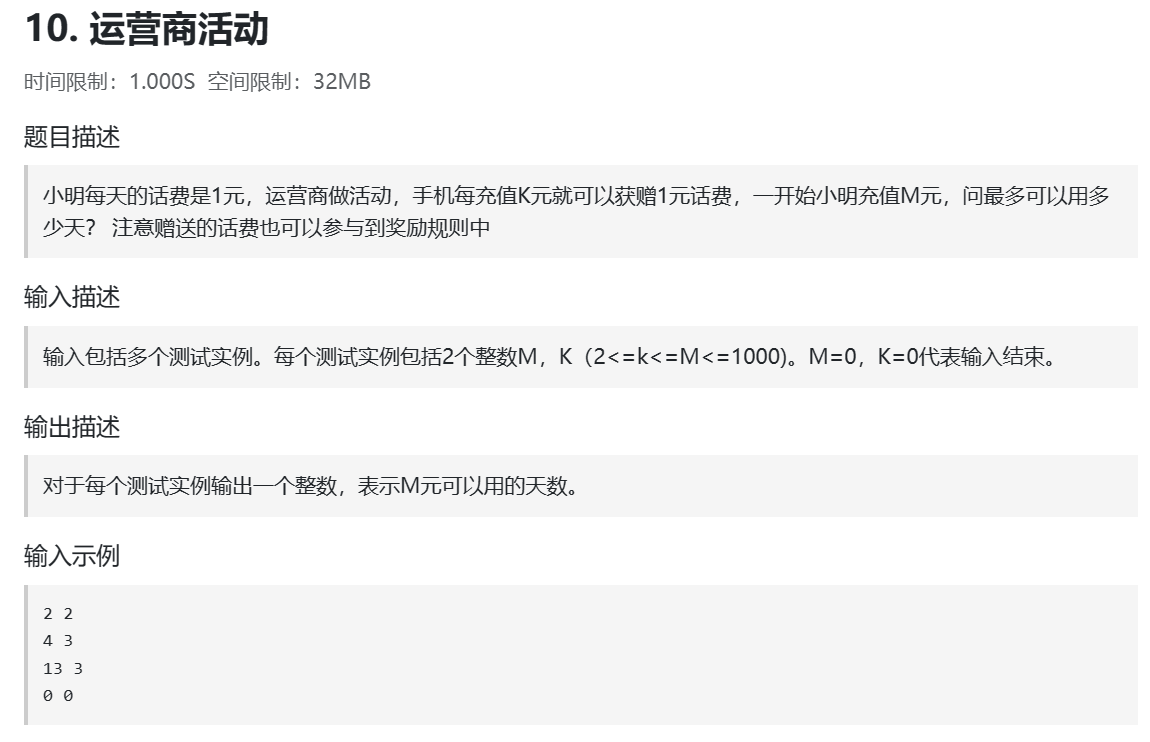 10. 运营商活动
时间限制：1.000S 空间限制：32MB
题目描述
小明每天的话费是1元，运营商做活动，手机每充值K元就可以获赠1元话费，一开始小明充值M元，问最多可以用多
少天？ 注意赠送的话费也可以参与到奖励规则中
输入描述
输入包括多个测试实例。每个测试实例包括2个整数M，K（2<=k<=M<=1000)。M=0，K=0代表输入结束。
输出描述
对于每个测试实例输出一个整数，表示M元可以用的天数。
输入示例
2 2
4 3
13 3
0 0